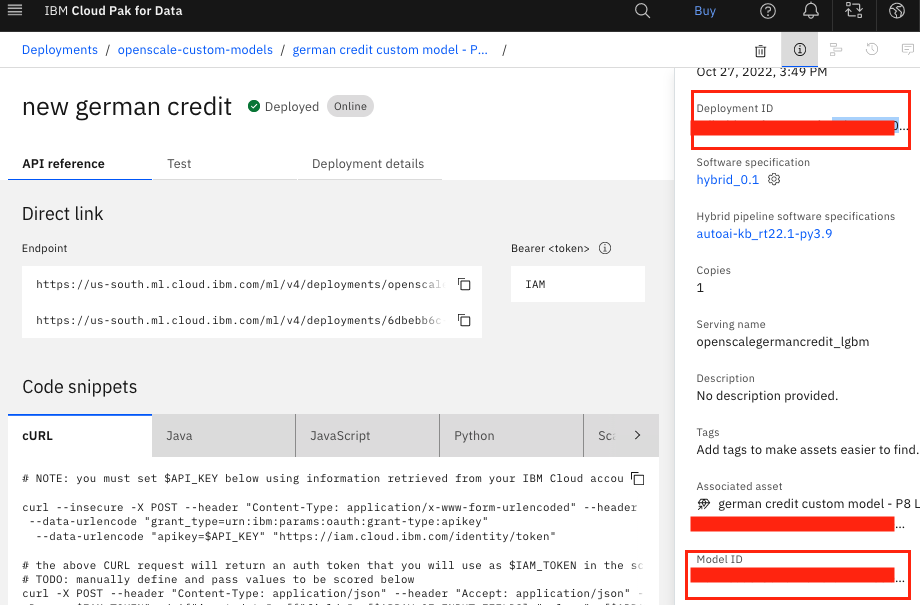 IBM Cloud Pak for Data
Buy
Deployments / openscale-custom-models / german credit custom model - P... /
Oct 27, 2022, 3:49 PM
new german credit
Deployed
Online
Deployment ID
...
API reference
Test
Deployment details
Software specification
hybrid_0.1
Direct link
Hybrid pipeline software specifications
autoai-kb_rt22.1-py3.9
Endpoint
Bearer <token>
https://us-south.ml.cloud.ibm.com/ml/v4/deployments/openscale
IAM
https://us-south.ml.cloud.ibm.com/ml/v4/deployments/6dbebb6c
Copies
1
Serving name
openscalegermancredit_lgbm
Code snippets
Description
No description provided.
cURL
Java
JavaScript
Python
Sca
Tags
Add tags to make assets easier to find.
# NOTE: you must set $API_KEY below using information retrieved from your IBM Cloud accou
curl --insecure -X POST --header "Content-Type: application/x-www-form-urlencoded" --header
--data-urlencode "grant_type=urn:ibm:params:oauth:grant-type:apikey"
--data-urlencode "apikey=$API_KEY" "https://iam.cloud.ibm.com/identity/token"
# the above CURL request will return an auth token that you will use as $IAM_TOKEN in the sc
# TODO: manually define and pass values to be scored below
curl -X POST --header "Content-Type: application/json" --header "Accept: application/json" -
Associated asset
german credit custom model - P8 L
...
Model ID
...